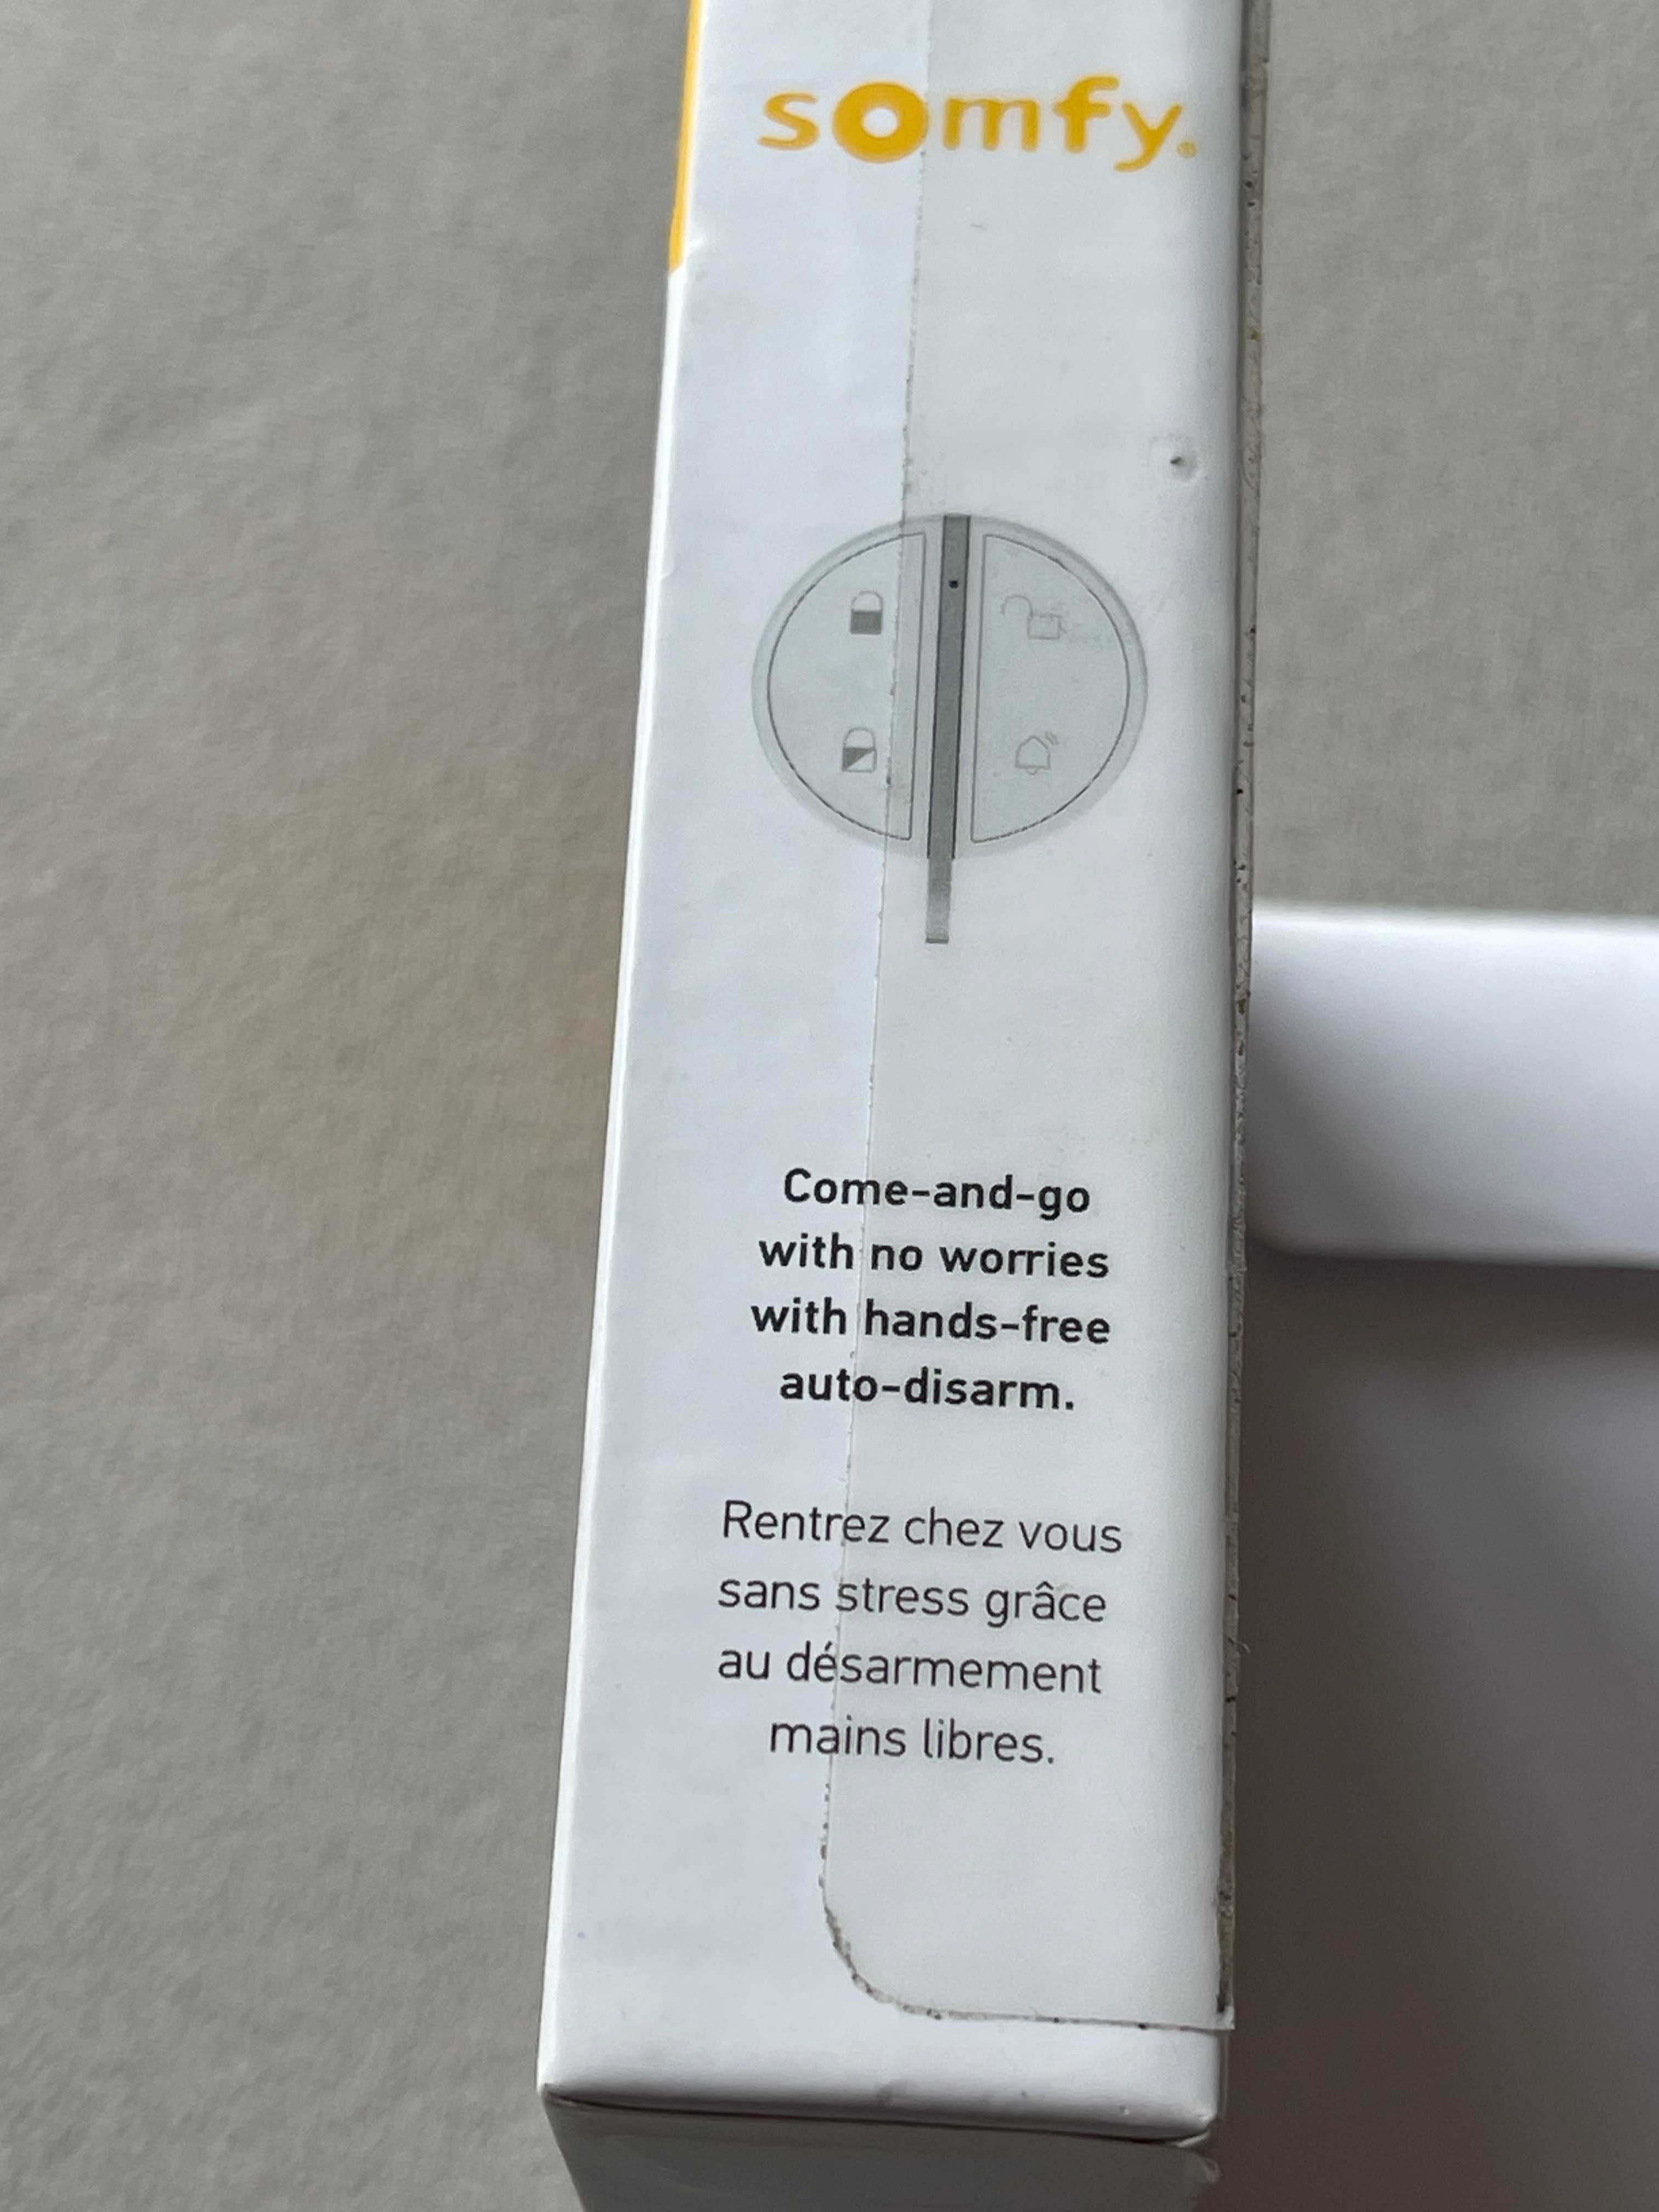 somfy®
Come-and-go
with no worries
with hands-free
auto-disarm.
Rentrez chez vous
sans stress grâce
au désarmement
mains libres.